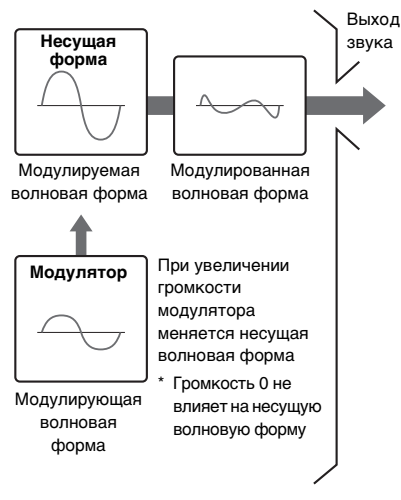 Выход
звука
Несущая
форма
Модулируемая
волновая форма
Модулированная
волновая форма
Модулятор
Модулирующая
волновая
форма
При увеличении
громкости
модулятора
меняется несущая
волновая форма
* Громкость 0 не
влияет на несущую
волновую форму